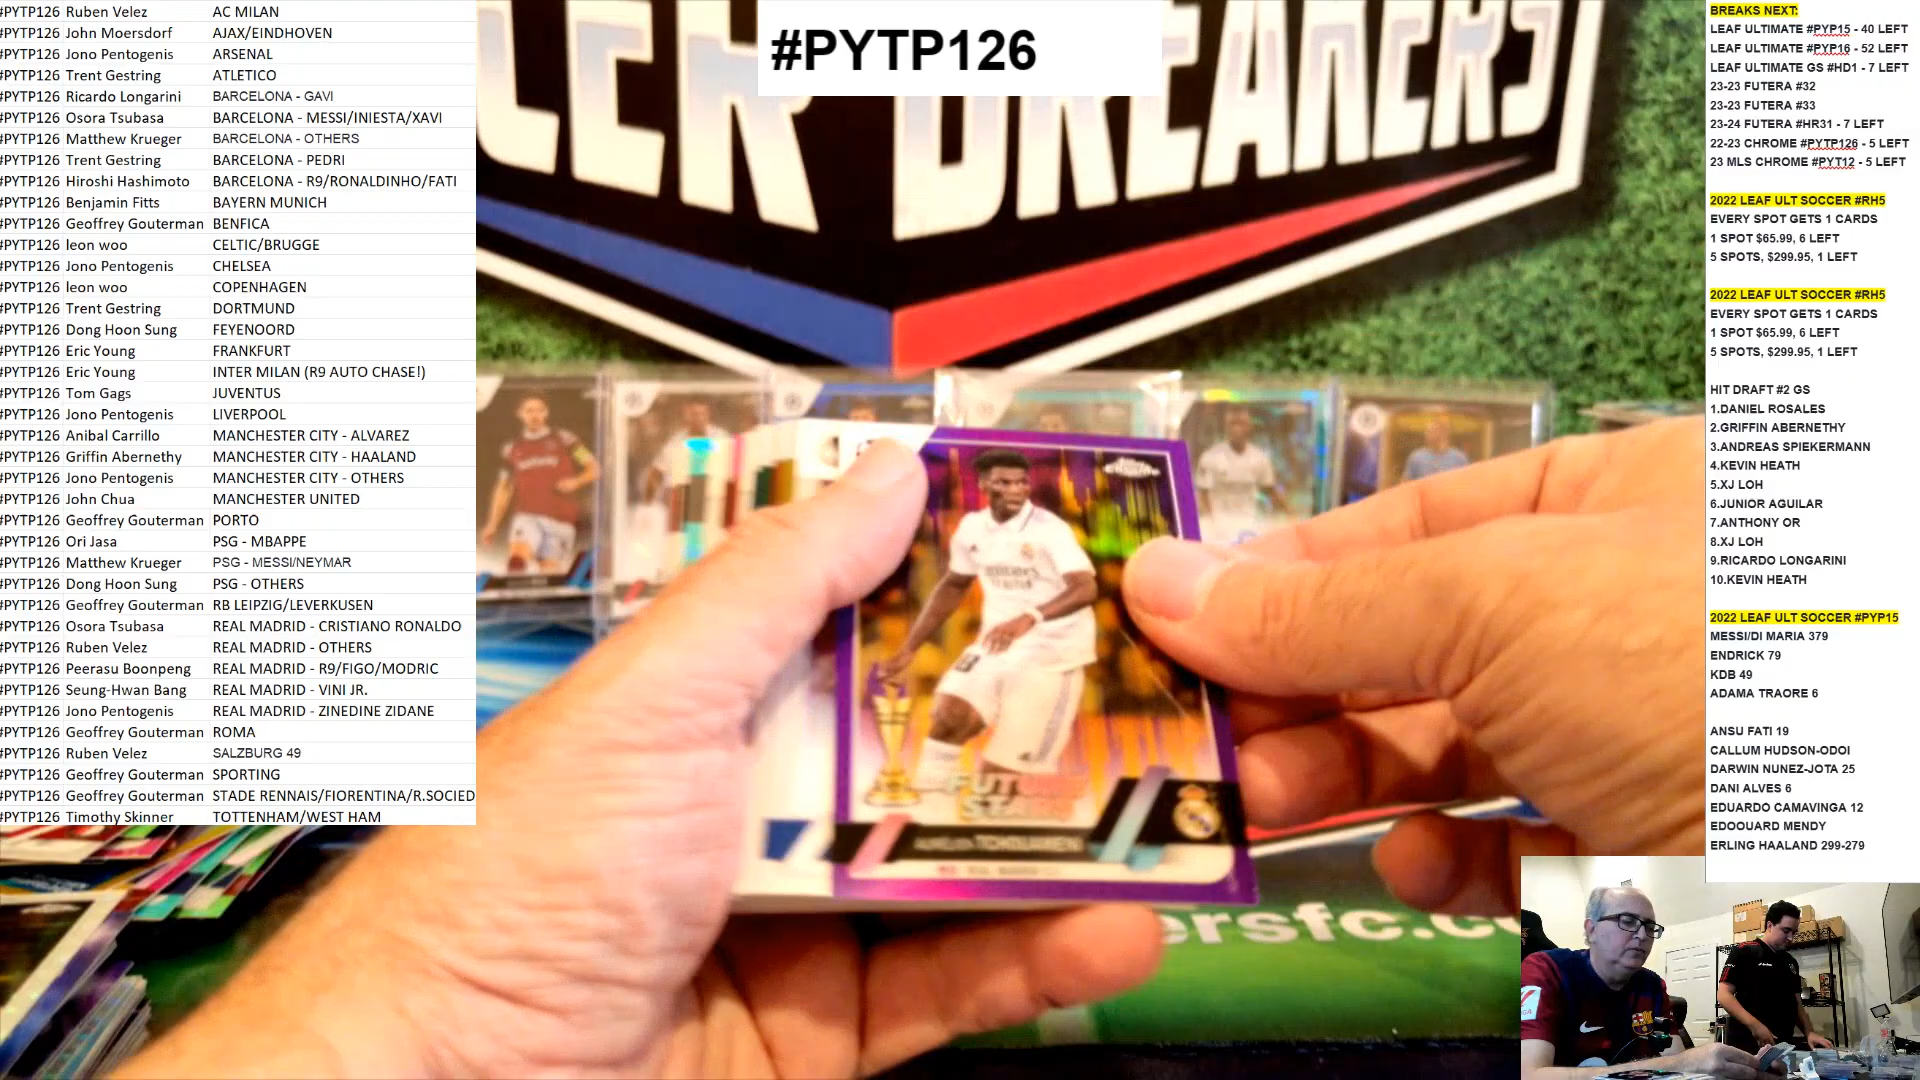 #PYTP126 Ruben Velez AC MILAN
#PYTP126 John Moersdorf AJAX/EINDHOVEN
#PYTP126 Jono Pentogenis ARSENAL
#PYTP126 Trent Gestring ATLETICO
#PYTP126 Ricardo Longarini BARCELONA - GAVI
#PYTP126 Osora Tsubasa BARCELONA - MESSI/INIESTA/XAVI
#PYTP126 Matthew Krueger BARCELONA - OTHERS
#PYTP126 Trent Gestring BARCELONA - PEDRI
#PYTP126 Hiroshi Hashimoto BARCELONA - R9/RONALDINHO/FATI
#PYTP126 Benjamin Fitts BAYERN MUNICH
#PYTP126 Geoffrey Gouterman BENFICA
#PYTP126 leon woo CELTIC/BRUGGE
#PYTP126 Jono Pentogenis CHELSEA
#PYTP126 leon woo COPENHAGEN
#PYTP126 Trent Gestring DORTMUND
#PYTP126 Dong Hoon Sung FEYENOORD
#PYTP126 Eric Young FRANKFURT
#PYTP126 Eric Young INTER MILAN (R9 AUTO CHASE!)
#PYTP126 Tom Gags JUVENTUS
#PYTP126 Jono Pentogenis LIVERPOOL
#PYTP126 Anibal Carrillo MANCHESTER CITY - ALVAREZ
#PYTP126 Griffin Abernethy MANCHESTER CITY - HAALAND
#PYTP126 Jono Pentogenis MANCHESTER CITY - OTHERS
#PYTP126 John Chua MANCHESTER UNITED
#PYTP126 Geoffrey Gouterman PORTO
#PYTP126 Ori Jasa PSG - MBAPPE
#PYTP126 Matthew Krueger PSG - MESSI/NEYMAR
#PYTP126 Dong Hoon Sung PSG - OTHERS
#PYTP126 Geoffrey Gouterman RB LEIPZIG/LEVERKUSEN
#PYTP126 Osora Tsubasa REAL MADRID - CRISTIANO RONALDO
#PYTP126 Ruben Velez REAL MADRID - OTHERS
#PYTP126 Peerasu Boonpeng REAL MADRID - R9/FIGO/MODRIC
#PYTP126 Seung-Hwan Bang REAL MADRID - VINI JR.
#PYTP126 Jono Pentogenis REAL MADRID - ZINEDINE ZIDANE
#PYTP126 Geoffrey Gouterman ROMA
#PYTP126 Ruben Velez SALZBURG 49
#PYTP126 Geoffrey Gouterman SPORTING
#PYTP126 Geoffrey Gouterman STADE RENNAIS/FIORENTINA/R.SOCIED
#PYTP126 Timothy Skinner TOTTENHAM/WEST HAM
#PYTP126
CER BREAKERS
FUTURE
STARS
AURÉLIEN TCHOUAMÉNI
ersfc.co
BREAKS NEXT:
LEAF ULTIMATE #PYP15 - 40 LEFT
LEAF ULTIMATE #PYP16 - 52 LEFT
LEAF ULTIMATE GS #HD1 - 7 LEFT
23-23 FUTERA #32
23-23 FUTERA #33
23-24 FUTERA #HR31 - 7 LEFT
22-23 CHROME #PYTP126 - 5 LEFT
23 MLS CHROME #PYT12 - 5 LEFT
2022 LEAF ULT SOCCER #RH5
EVERY SPOT GETS 1 CARDS
1 SPOT $65.99, 6 LEFT
5 SPOTS, $299.95, 1 LEFT
2022 LEAF ULT SOCCER #RH5
EVERY SPOT GETS 1 CARDS
1 SPOT $65.99, 6 LEFT
5 SPOTS, $299.95, 1 LEFT
HIT DRAFT #2 GS
1.DANIEL ROSALES
2.GRIFFIN ABERNETHY
3.ANDREAS SPIEKERMANN
4.KEVIN HEATH
5.XJ LOH
6.JUNIOR AGUILAR
7.ANTHONY OR
8.XJ LOH
9.RICARDO LONGARINI
10.KEVIN HEATH
2022 LEAF ULT SOCCER #PYP15
MESSI/DI MARIA 379
ENDRICK 79
KDB 49
ADAMA TRAORE 6
ANSU FATI 19
CALLUM HUDSON-ODOI
DARWIN NUNEZ-JOTA 25
DANI ALVES 6
EDUARDO CAMAVINGA 12
EDOOUARD MENDY
ERLING HAALAND 299-279